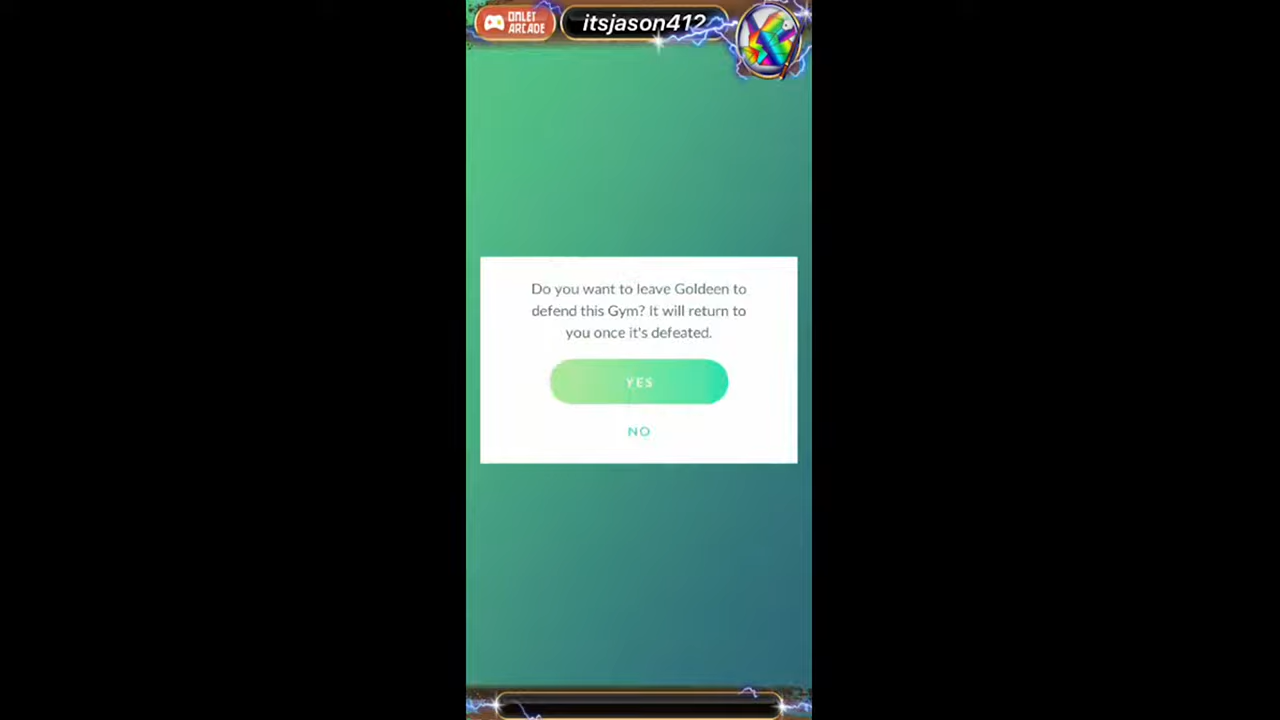 OMLET
ARCADE
itsjason412
Do you want to leave Goldeen to
defend this Gym? It will return to
you once it's defeated.
YES
NO